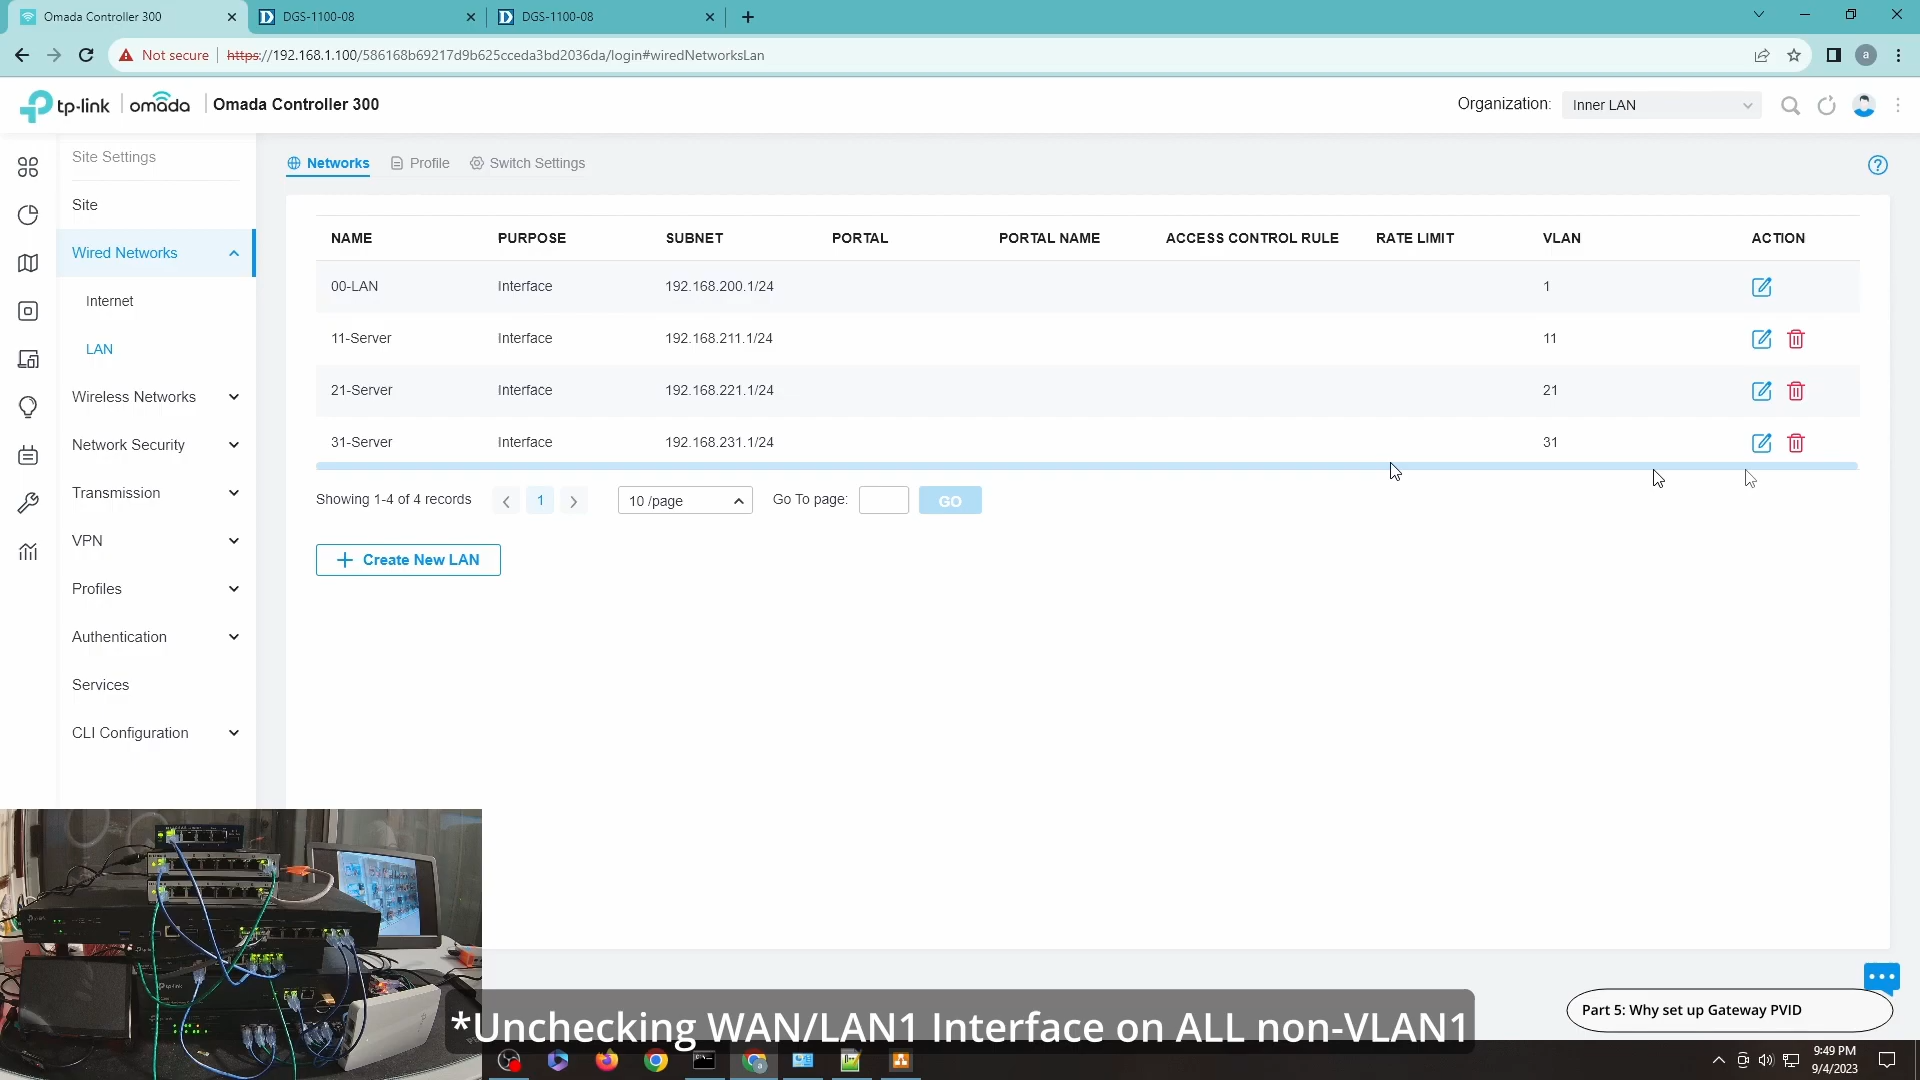 Omada Controller 300
DGS-1100-08
DGS-1100-08
Not secure
https://192.168.1.100/586168b69217d9b625cceda3bd2036da/login#wiredNetworksLan
a
tp-link
omada
Omada Controller 300
Organization:
Inner LAN
Site Settings
Site
Wired Networks
Internet
LAN
Wireless Networks
Network Security
Transmission
VPN
Profiles
Authentication
Services
CLI Configuration
Networks
Profile
Switch Settings
NAME PURPOSE SUBNET PORTAL PORTAL NAME ACCESS CONTROL RULE RATE LIMIT VLAN ACTION
00-LAN Interface 192.168.200.1/24 1
11-Server Interface 192.168.211.1/24 11
21-Server Interface 192.168.221.1/24 21
31-Server Interface 192.168.231.1/24 31
Showing 1-4 of 4 records
1
10 /page
Go To page:
GO
Create New LAN
Part 5: Why set up Gateway PVID
*Unchecking WAN/LAN1 Interface on ALL non-VLAN1
9:49 PM
9/4/2023